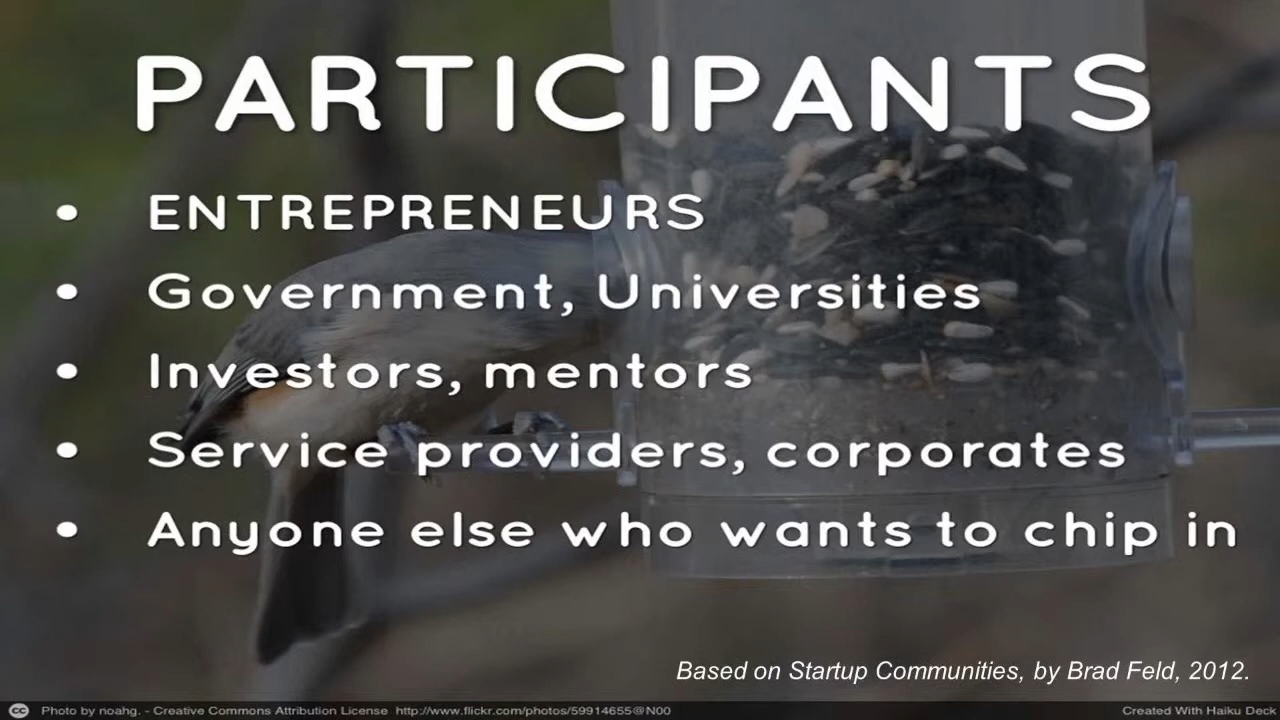 PARTICIPANTS
• ENTREPRENEURS
• Government, Universities
• Investors, mentors
• Service providers, corporates
• Anyone else who wants to chip in
Based on Startup Communities, by Brad Feld, 2012.
cc Photo by noahg. - Creative Commons Attribution License http://www.flickr.com/photos/59914655@N00 Created With Haiku Deck